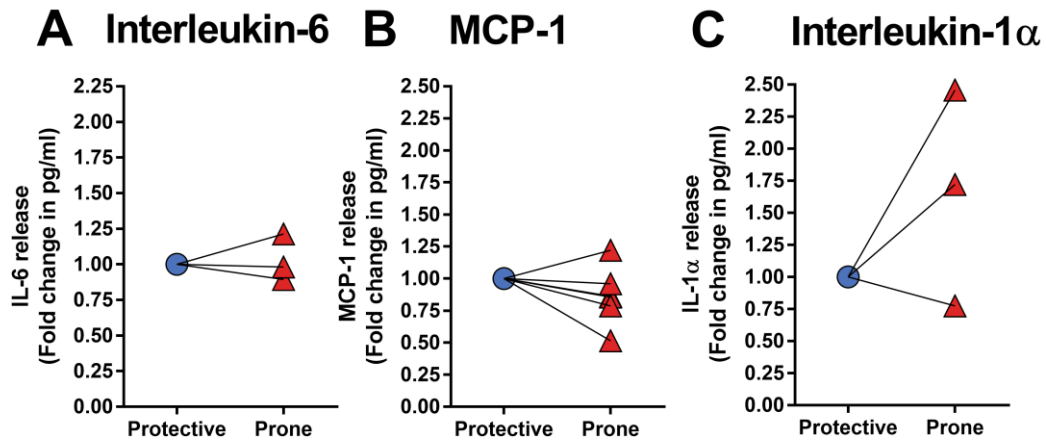 A Interleukin-6
IL-6 release
(Fold change in pg/ml)
2.25
2.00
1.75
1.50
1.25
1.00
0.75
0.50
0.25
0.00
Protective Prone
B MCP-1
MCP-1 release
(Fold change in pg/ml)
2.50
2.25
2.00
1.75
1.50
1.25
1.00
0.75
0.50
0.25
0.00
Protective Prone
C Interleukin-1α
IL-1α release
(Fold change in pg/ml)
2.50
2.25
2.00
1.75
1.50
1.25
1.00
0.75
0.50
0.25
0.00
Protective Prone